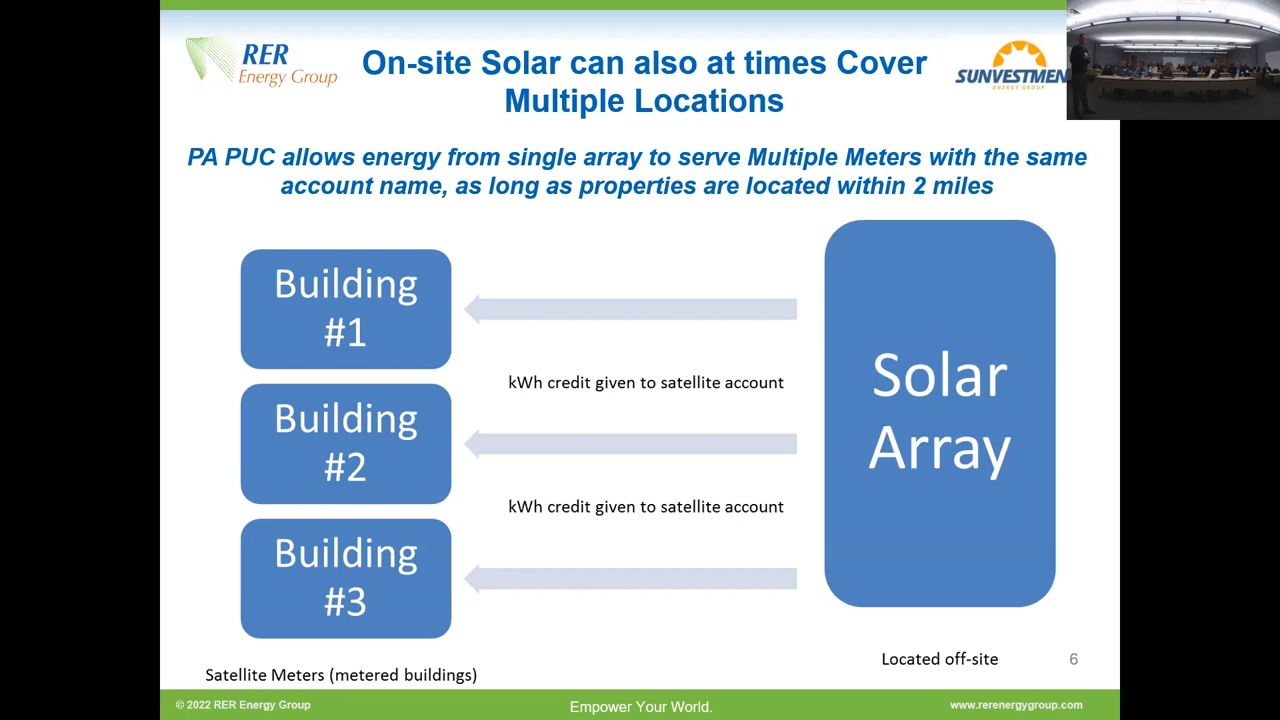 RER
Energy Group
On-site Solar can also at times Cover
Multiple Locations
SUNVESTMEN
ENERGY GROUP
PA PUC allows energy from single array to serve Multiple Meters with the same
account name, as long as properties are located within 2 miles
Building
#1
kWh credit given to satellite account
Building
#2
kWh credit given to satellite account
Building
#3
Solar
Array
Satellite Meters (metered buildings)
Located off-site
6
© 2022 RER Energy Group
Empower Your World.
www.rerenergygroup.com